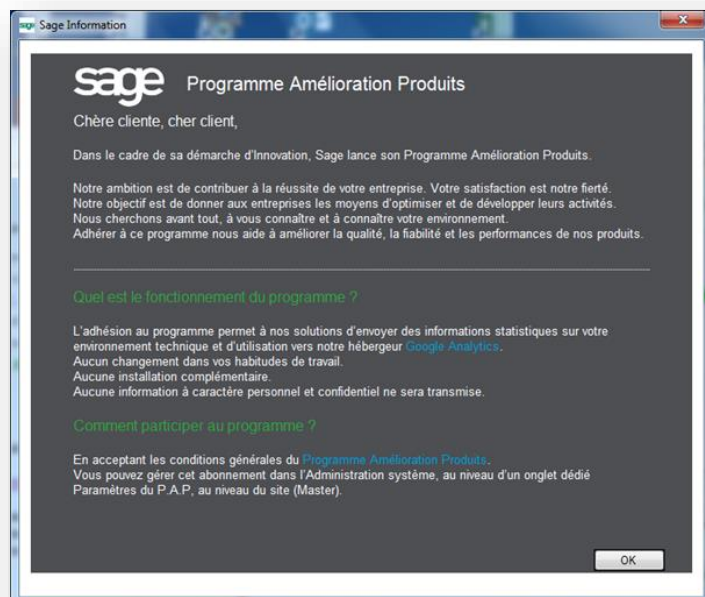 sage Sage Information
sage Programme Amélioration Produits
Chère cliente, cher client,
Dans le cadre de sa démarche d'Innovation, Sage lance son Programme Amélioration Produits.
Notre ambition est de contribuer à la réussite de votre entreprise. Votre satisfaction est notre fierté.
Notre objectif est de donner aux entreprises les moyens d'optimiser et de développer leurs activités.
Nous cherchons avant tout, à vous connaître et à connaître votre environnement.
Adhérer à ce programme nous aide à améliorer la qualité, la fiabilité et les performances de nos produits.
Quel est le fonctionnement du programme ?
L'adhésion au programme permet à nos solutions d'envoyer des informations statistiques sur votre
environnement technique et d'utilisation vers notre hébergeur Google Analytics.
Aucun changement dans vos habitudes de travail.
Aucune installation complémentaire.
Aucune information à caractère personnel et confidentiel ne sera transmise.
Comment participer au programme ?
En acceptant les conditions générales du Programme Amélioration Produits.
Vous pouvez gérer cet abonnement dans l'Administration système, au niveau d'un onglet dédié
Paramètres du P.A.P, au niveau du site (Master).
OK